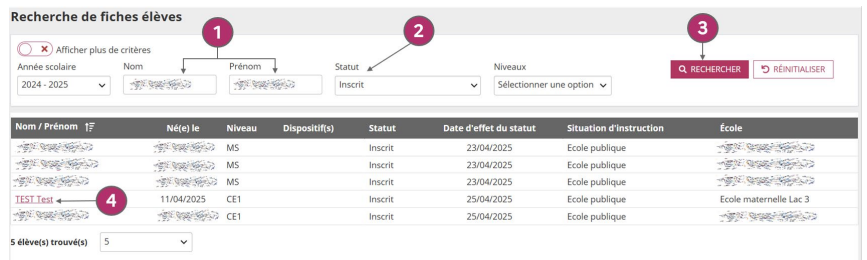 Recherche de fiches élèves
1
2
3
Afficher plus de critères
Année scolaire Nom Prénom Statut Niveaux
2024 - 2025 Inscrit Sélectionner une option RECHERCHER RÉINITIALISER
Nom / Prénom Né(e) le Niveau Dispositif(s) Statut Date d'effet du statut Situation d'instruction École
MS Inscrit 23/04/2025 Ecole publique
MS Inscrit 23/04/2025 Ecole publique
MS Inscrit 23/04/2025 Ecole publique
TEST Test 4 11/04/2025 CE1 Inscrit 25/04/2025 Ecole publique Ecole maternelle Lac 3
CE1 Inscrit 25/04/2025 Ecole publique
5 élève(s) trouvé(s) 5